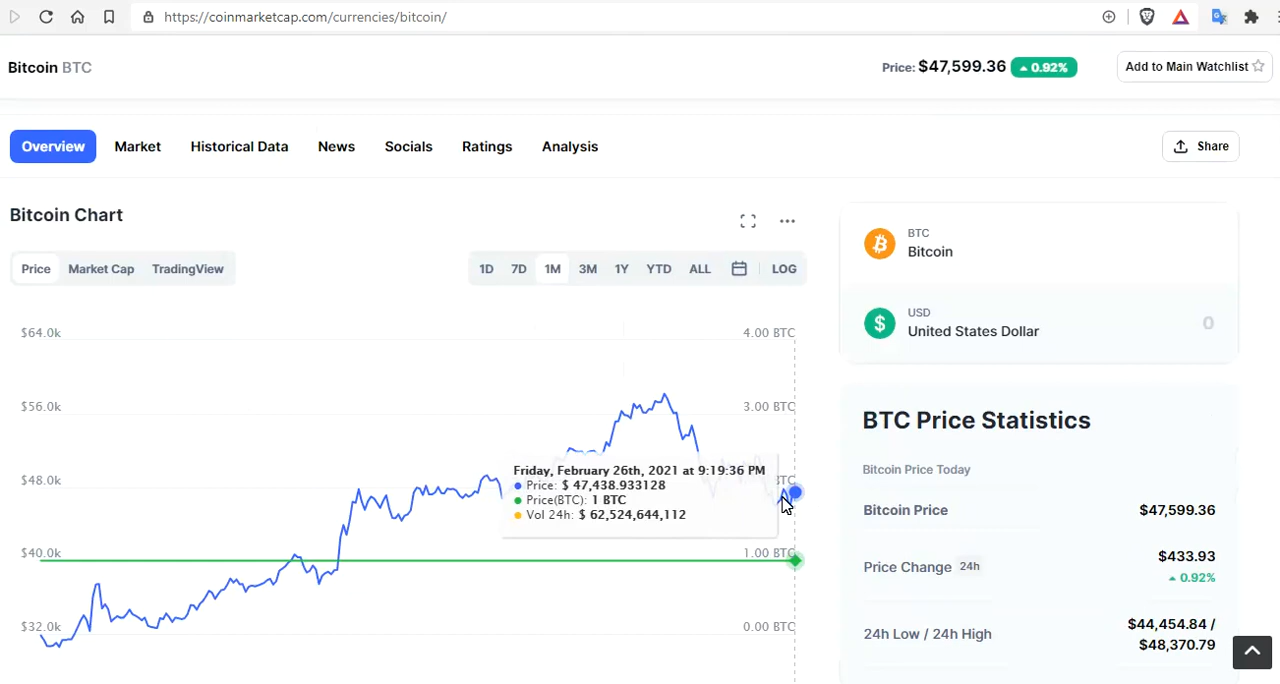 https://coinmarketcap.com/currencies/bitcoin/
Bitcoin BTC
Price: $47,599.36 0.92%
Add to Main Watchlist
Overview Market Historical Data News Socials Ratings Analysis
Share
Bitcoin Chart
Price Market Cap TradingView
1D 7D 1M 3M 1Y YTD ALL LOG
$64.0k 4.00 BTC
$56.0k 3.00 BTC
$48.0k
$40.0k 1.00 BTC
$32.0k 0.00 BTC
Friday, February 26th, 2021 at 9:19:36 PM
Price: $ 47,438.933128
Price(BTC): 1 BTC
Vol 24h: $ 62,524,644,112
BTC
Bitcoin
USD
United States Dollar
0
BTC Price Statistics
Bitcoin Price Today
Bitcoin Price $47,599.36
Price Change 24h $433.93
0.92%
24h Low / 24h High $44,454.84 /
$48,370.79